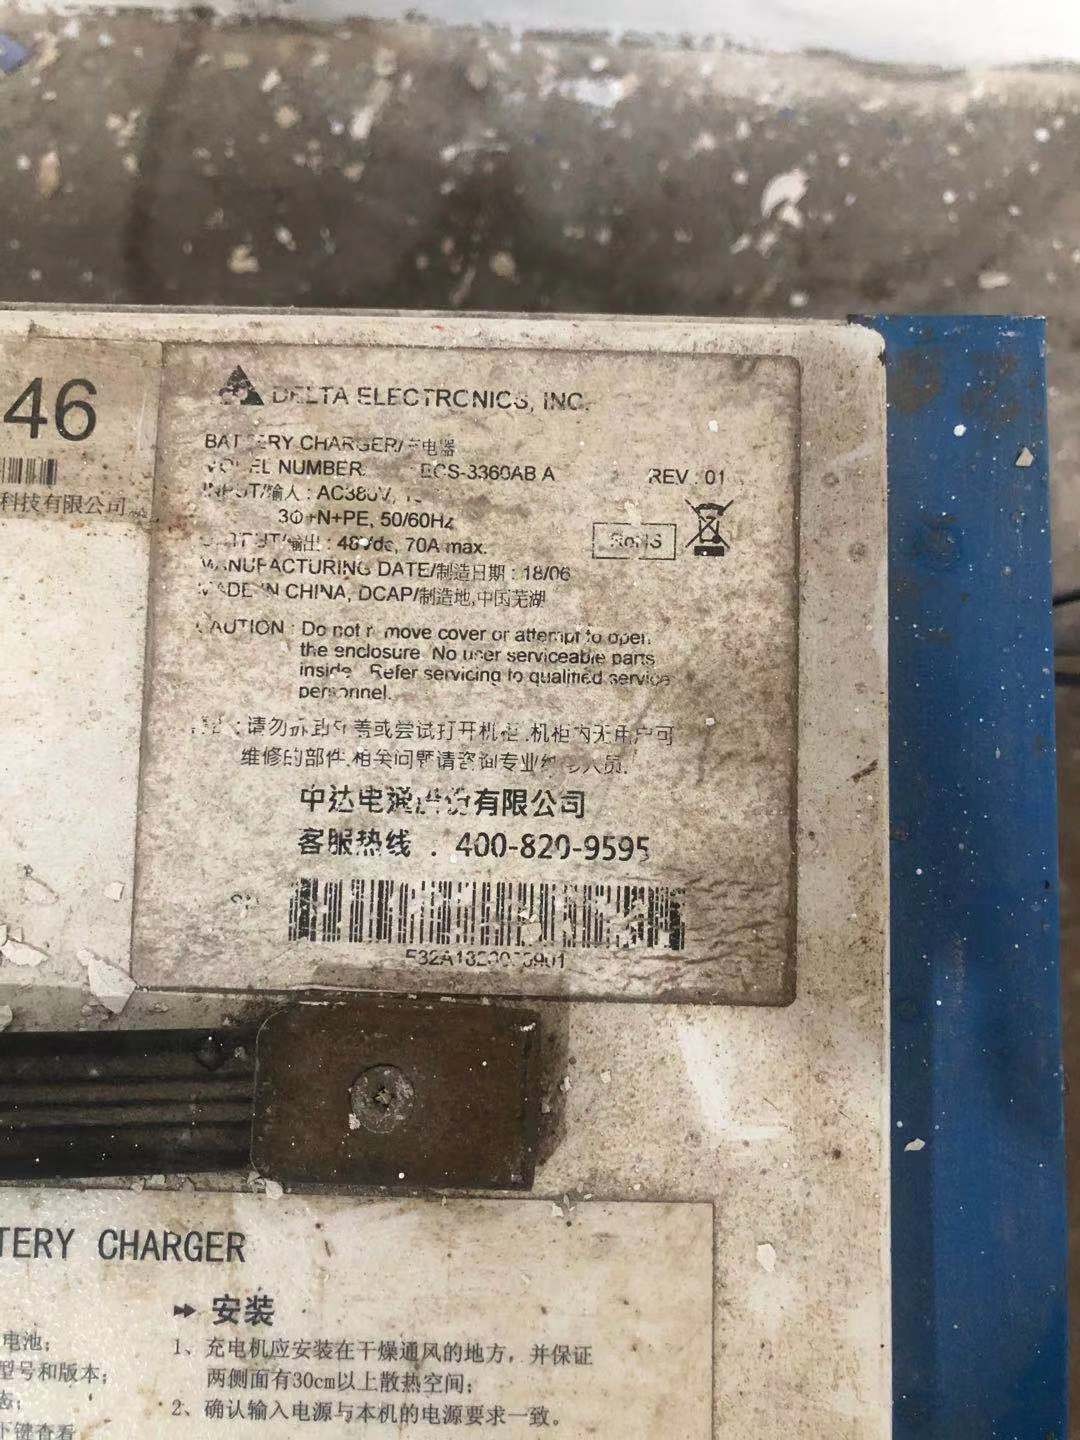 46
科技有限公司
DELTA ELECTRONICS, INC.
BATTERY CHARGER/充电器
MODEL NUMBER: ECS-3360AB A REV : 01
INPUT/输入 : AC380V,
3Φ+N+PE, 50/60Hz
OUTPUT/输出 : 48Vdc, 70A max.
RoHS
MANUFACTURING DATE/制造日期 : 18/06
MADE IN CHINA, DCAP/制造地,中国芜湖
CAUTION : Do not remove cover or attempt to open
the enclosure. No user serviceable parts
inside. Refer servicing to qualified service
personnel.
: 请勿拆卸外盖或尝试打开机柜,机柜内无用户可
维修的部件,相关问题请咨询专业维修人员.
中达电通股份有限公司
客服热线 : 400-820-9595
TERY CHARGER
➡ 安装
电池;
1、充电机应安装在干燥通风的地方，并保证
型号和版本;
两侧面有30cm以上散热空间;
态;
2、确认输入电源与本机的电源要求一致。
下键查看